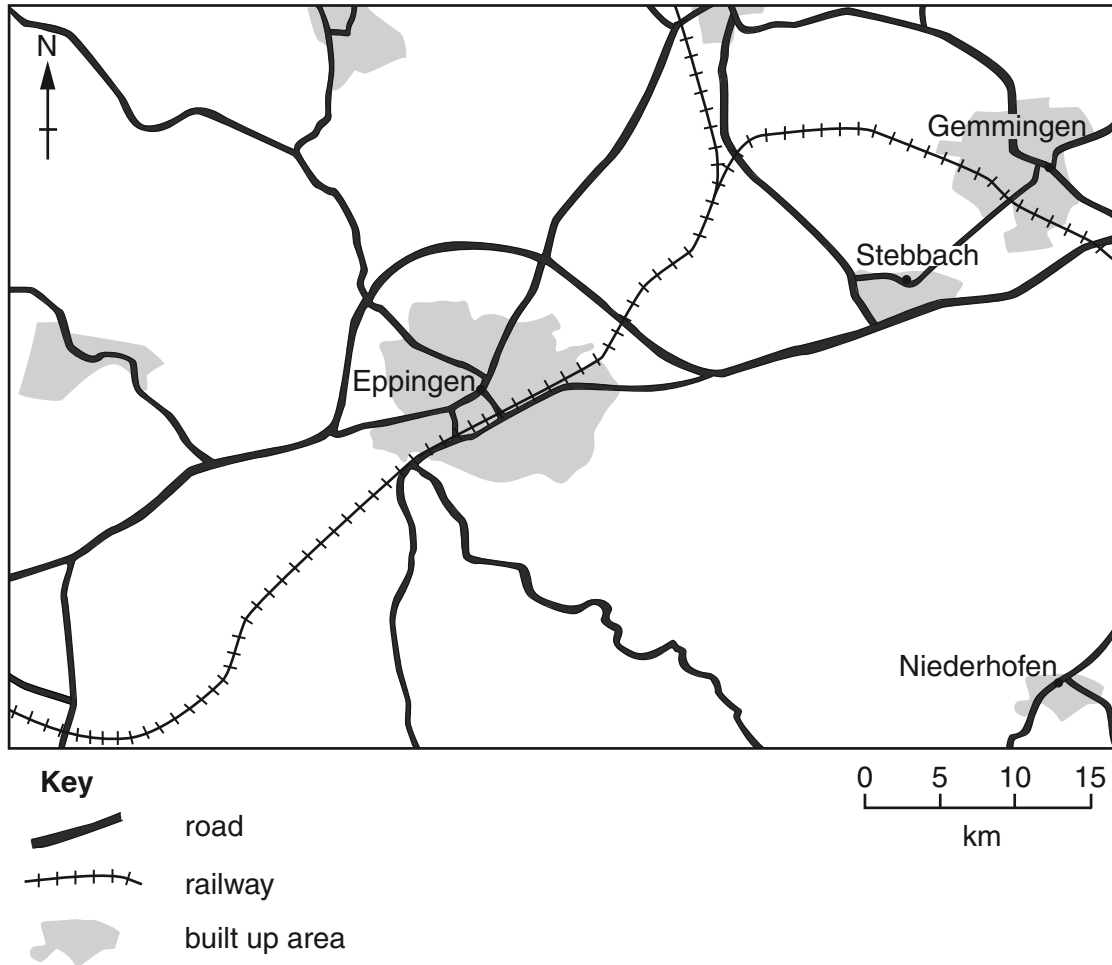 N
Gemmingen
Stebbach
Eppingen
Niederhofen
Key
road
railway
built up area
0 5 10 15
km